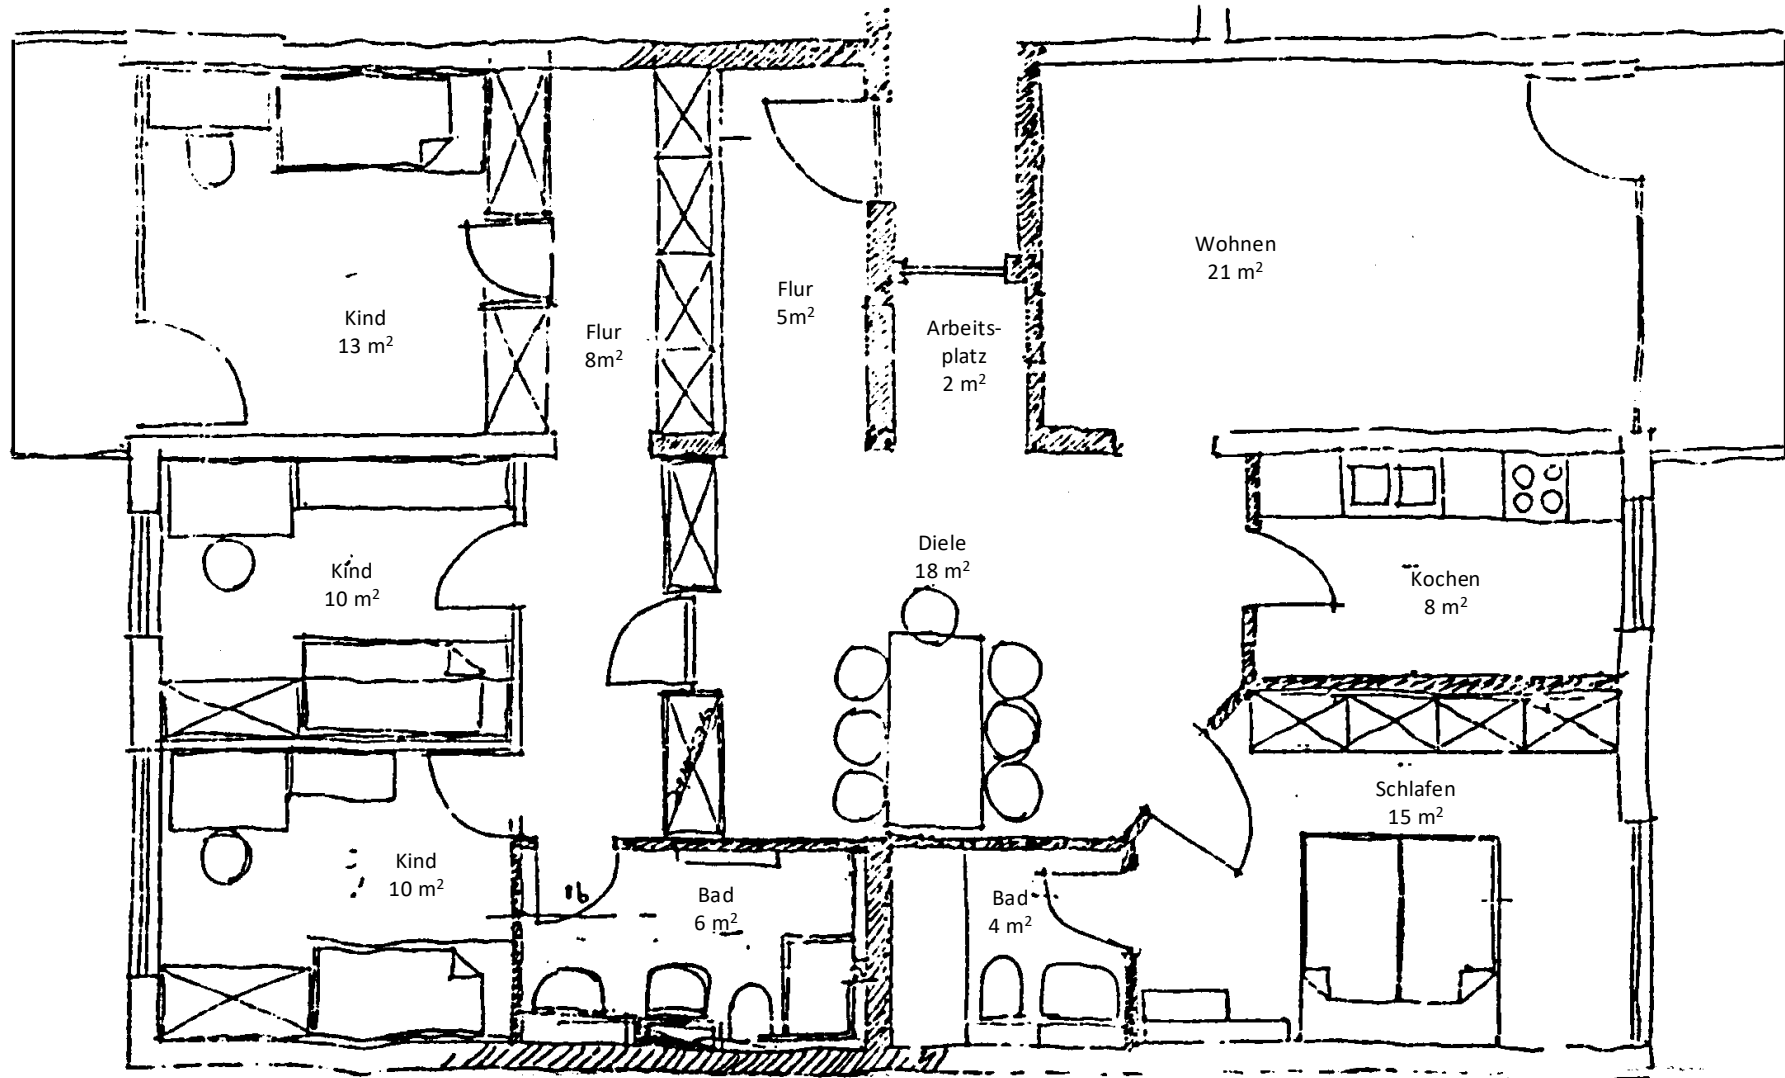 Wohnen
21 m²
Flur
5m²
Kind
13 m²
Flur
8m²
Arbeits-
platz
2 m²
Diele
18 m²
Kind
10 m²
Kochen
8 m²
Schlafen
15 m²
Kind
10 m²
16
Bad
6 m²
Bad
4 m²